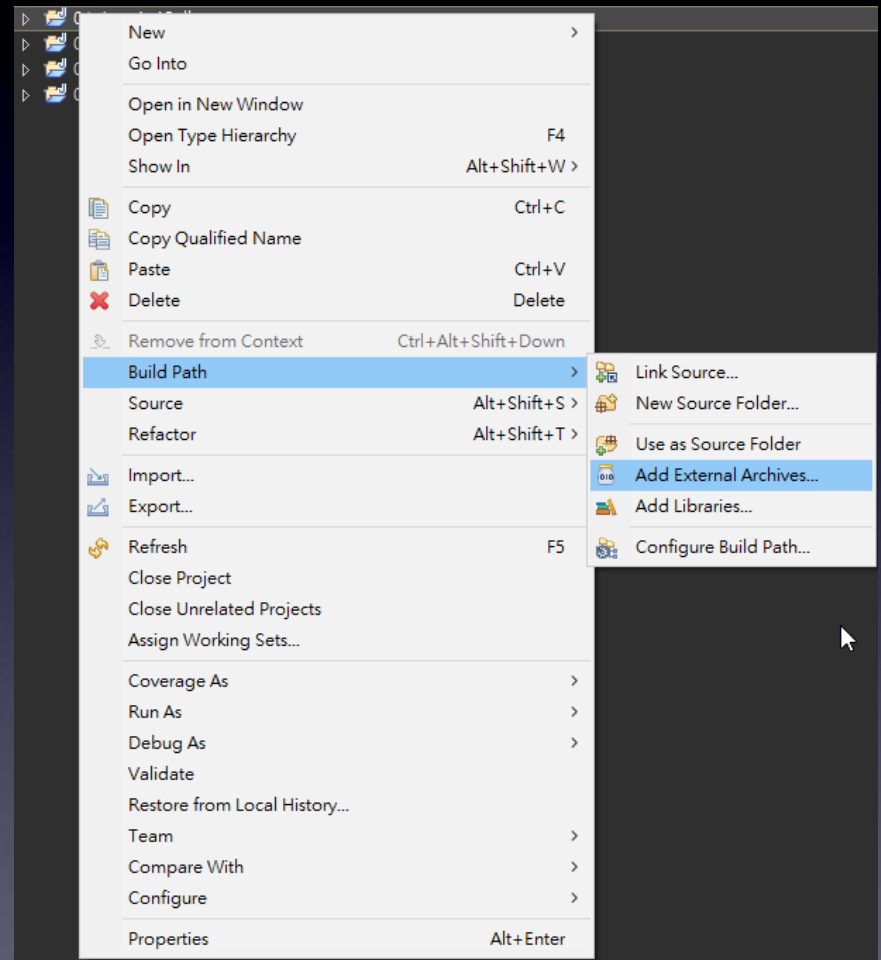 New
Go Into
Open in New Window
Open Type Hierarchy F4
Show In Alt+Shift+W >
Copy Ctrl+C
Copy Qualified Name
Paste Ctrl+V
Delete Delete
Remove from Context Ctrl+Alt+Shift+Down
Build Path
Source Alt+Shift+S >
Refactor Alt+Shift+T >
Import...
Export...
Refresh F5
Close Project
Close Unrelated Projects
Assign Working Sets...
Coverage As
Run As
Debug As
Validate
Restore from Local History...
Team
Compare With
Configure
Properties Alt+Enter
Link Source...
New Source Folder...
Use as Source Folder
Add External Archives...
Add Libraries...
Configure Build Path...